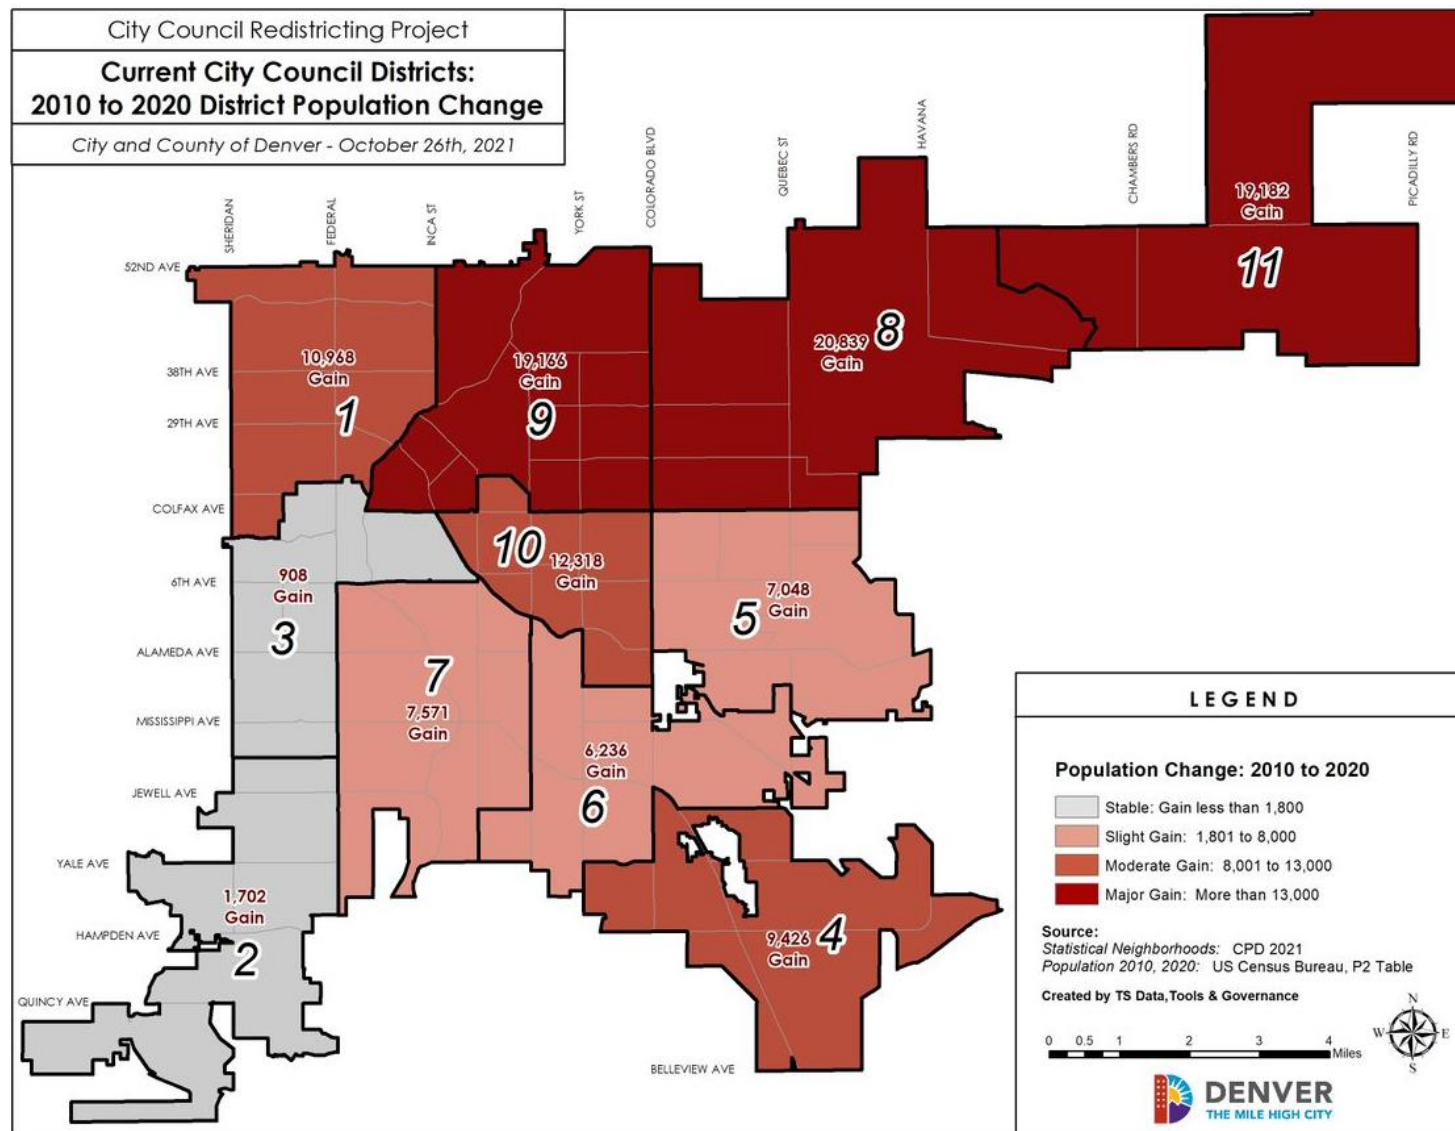 City Council Redistricting Project
Current City Council Districts:
2010 to 2020 District Population Change
City and County of Denver - October 26th, 2021
SHERIDAN
FEDERAL
INCA ST
YORK ST
COLORADO BLVD
QUEBEC ST
HAVANA
CHAMBERS RD
PICADILLY RD
52ND AVE
38TH AVE
29TH AVE
COLFAX AVE
6TH AVE
ALAMEDA AVE
MISSISSIPPI AVE
JEWELL AVE
YALE AVE
HAMPDEN AVE
QUINCY AVE
BELLEVIEW AVE
19,182
Gain
11
20,839
Gain
8
10,968
Gain
1
19,166
Gain
9
10
12,318
Gain
908
Gain
3
7,048
Gain
5
7
7,571
Gain
6,236
Gain
6
1,702
Gain
2
9,426
Gain
4
LEGEND
Population Change: 2010 to 2020
Stable: Gain less than 1,800
Slight Gain: 1,801 to 8,000
Moderate Gain: 8,001 to 13,000
Major Gain: More than 13,000
Source:
Statistical Neighborhoods: CPD 2021
Population 2010, 2020: US Census Bureau, P2 Table
Created by TS Data,Tools & Governance
0 0.5 1 2 3 4
Miles
N
W E
S
DENVER
THE MILE HIGH CITY